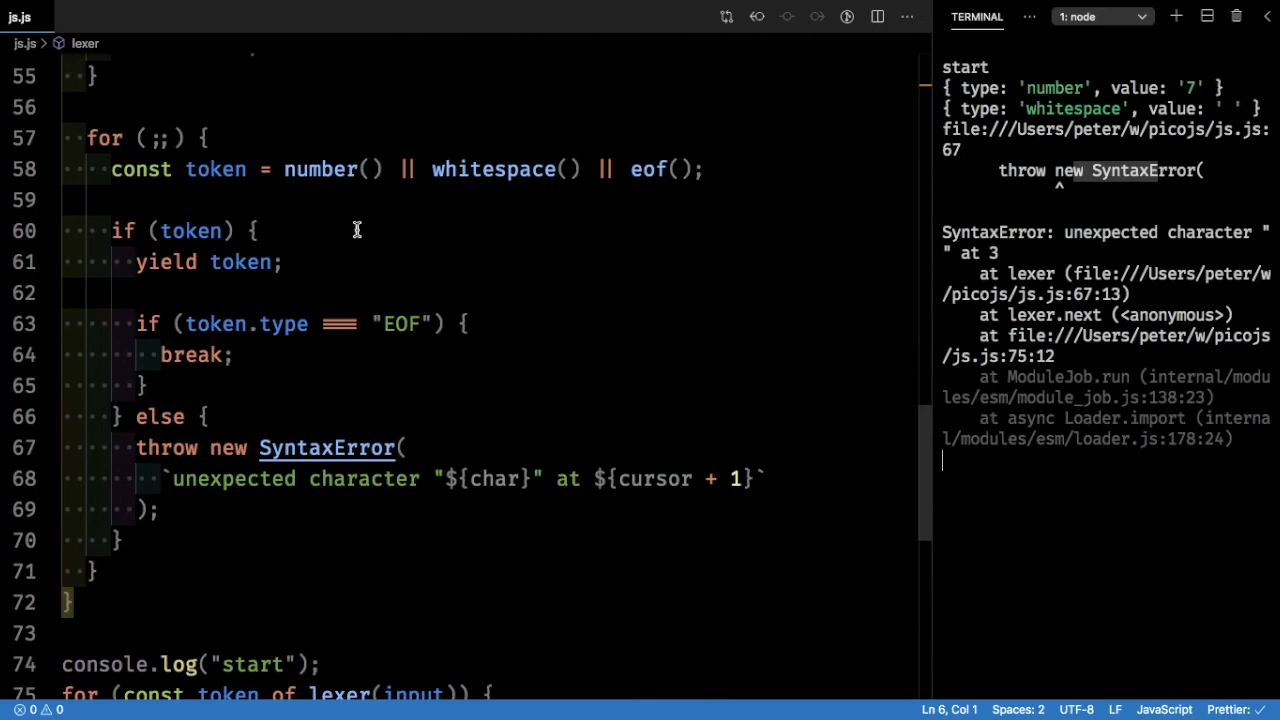 js.js
TERMINAL
1: node
js.js > lexer
55 }
56
57 for (;;) {
58 const token = number() || whitespace() || eof();
59
60 if (token) {
61 yield token;
62
63 if (token.type === "EOF") {
64 break;
65 }
66 } else {
67 throw new SyntaxError(
68 `unexpected character "${char}" at ${cursor + 1}`
69 );
70 }
71 }
72 }
73
74 console.log("start");
75 for (const token of lexer(input)) {
start
{ type: 'number', value: '7' }
{ type: 'whitespace', value: ' ' }
file:///Users/peter/w/picojs/js.js:
67
throw new SyntaxError(
^
SyntaxError: unexpected character "
" at 3
at lexer (file:///Users/peter/w
/picojs/js.js:67:13)
at lexer.next (<anonymous>)
at file:///Users/peter/w/picojs
/js.js:75:12
at ModuleJob.run (internal/modu
les/esm/module_job.js:138:23)
at async Loader.import (interna
l/modules/esm/loader.js:178:24)
0 0
Ln 6, Col 1
Spaces: 2
UTF-8
LF
JavaScript
Prettier: ✓